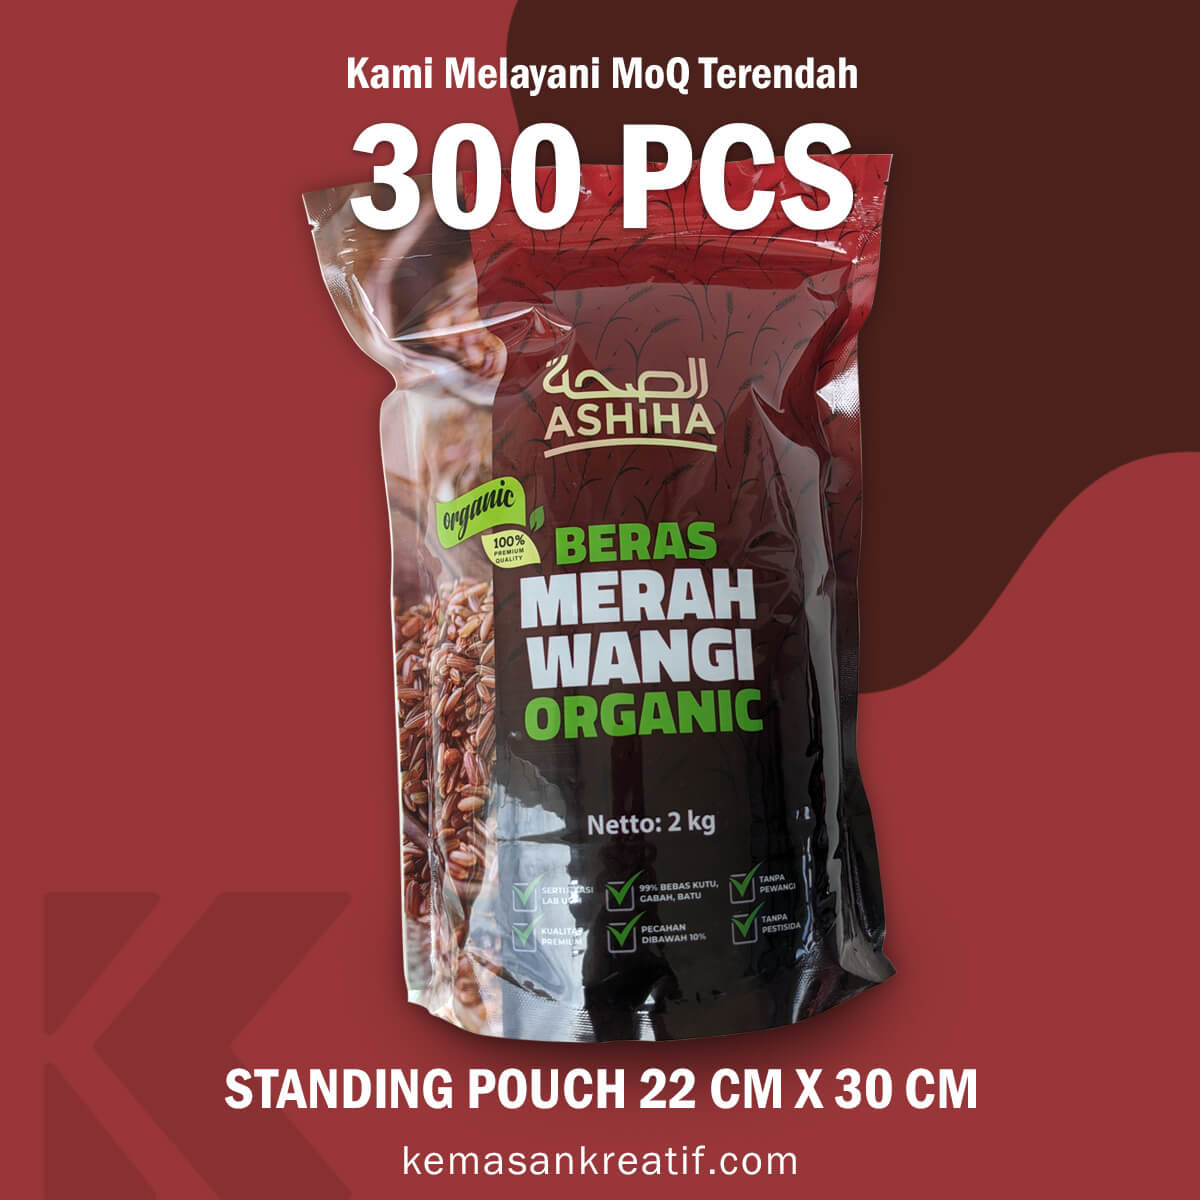 Kami Melayani MoQ Terendah
300 PCS
الصحة
ASHiHA
organic
100%
PREMIUM
QUALITY
BERAS
MERAH
WANGI
ORGANIC
Netto: 2 kg
LAB
99% BEBAS KUTU,
GABAH, BATU
TANPA
PEWANGI
PREMIUM
PECAHAN
DIBAWAH 10%
TANPA
PESTISIDA
STANDING POUCH 22 CM X 30 CM
kemasankreatif.com